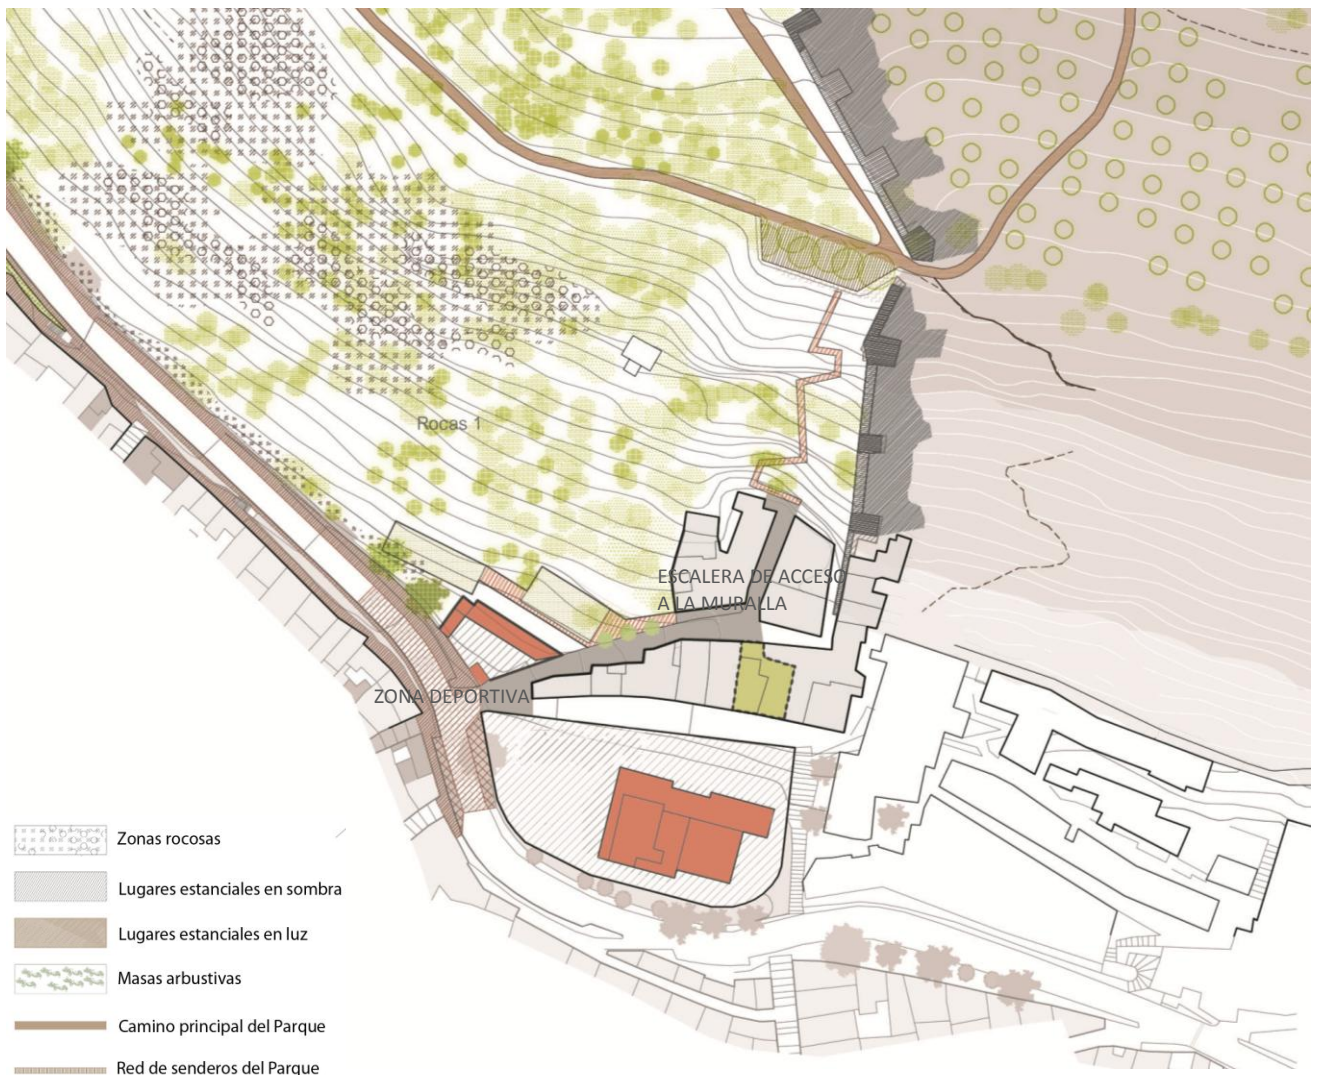 Rocas 1
ESCALERA DE ACCESO
A LA MURALLA
ZONA DEPORTIVA
Zonas rocosas
Lugares estanciales en sombra
Lugares estanciales en luz
Masas arbustivas
Camino principal del Parque
Red de senderos del Parque